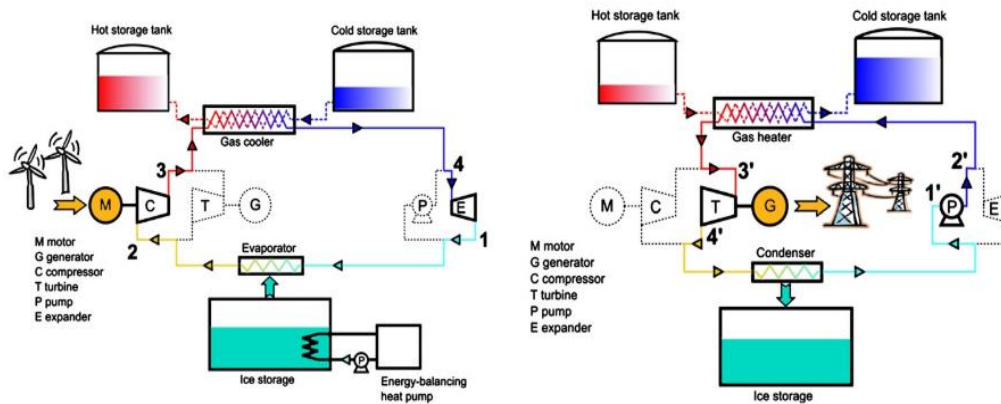 Hot storage tank
Cold storage tank
Gas cooler
3
4
M
C
T
G
P
E
1
2
Evaporator
M motor
G generator
C compressor
T turbine
P pump
E expander
P
Ice storage
Energy-balancing
heat pump
Hot storage tank
Cold storage tank
Gas heater
3'
2'
1'
M
C
T
G
P
E
4'
Condenser
M motor
G generator
C compressor
T turbine
P pump
E expander
Ice storage